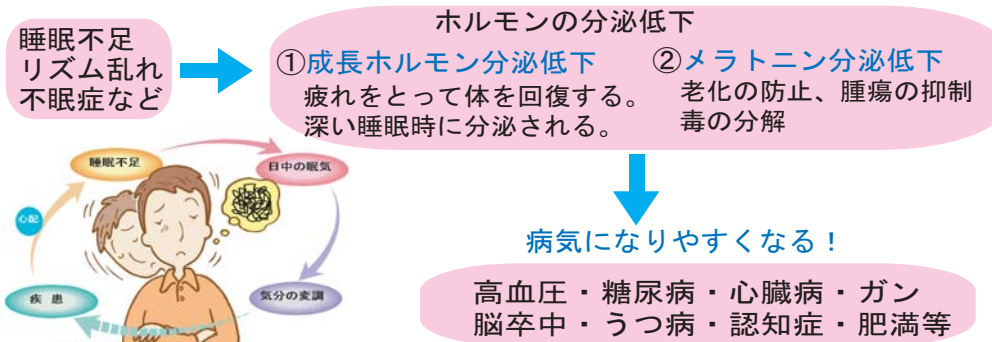 睡眠不足
リズム乱れ
不眠症など
ホルモンの分泌低下
①成長ホルモン分泌低下
疲れをとって体を回復する。
深い睡眠時に分泌される。
②メラトニン分泌低下
老化の防止、腫瘍の抑制
毒の分解
病気になりやすくなる！
高血圧・糖尿病・心臓病・ガン
脳卒中・うつ病・認知症・肥満等
睡眠不足
日中の眠気
気分の変調
疾患
心配